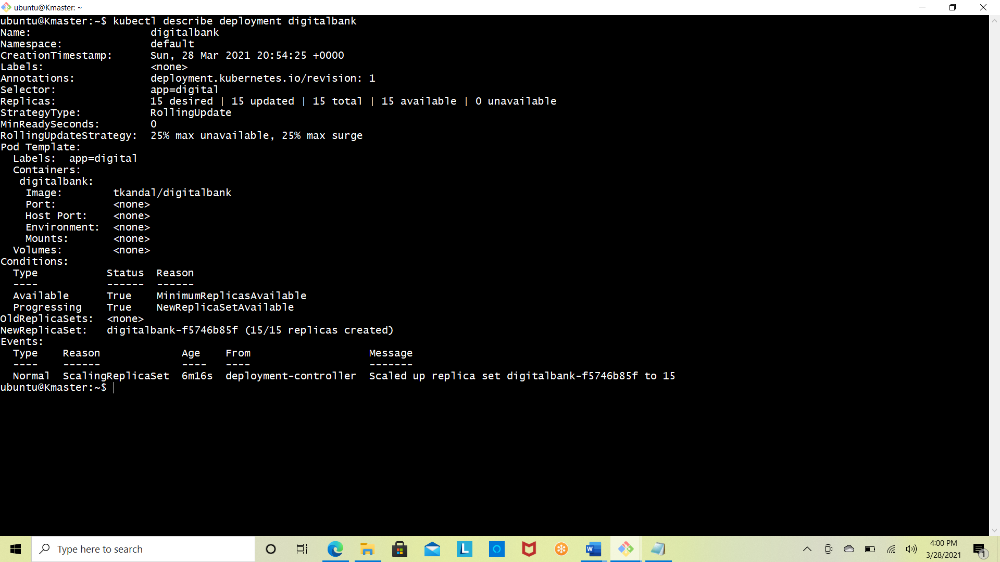 ubuntu@Kmaster: ~
ubuntu@Kmaster:~$ kubectl describe deployment digitalbank
Name:                   digitalbank
Namespace:              default
CreationTimestamp:      Sun, 28 Mar 2021 20:54:25 +0000
Labels:                 <none>
Annotations:            deployment.kubernetes.io/revision: 1
Selector:               app=digital
Replicas:               15 desired | 15 updated | 15 total | 15 available | 0 unavailable
StrategyType:           RollingUpdate
MinReadySeconds:        0
RollingUpdateStrategy:  25% max unavailable, 25% max surge
Pod Template:
  Labels:  app=digital
  Containers:
   digitalbank:
    Image:        tkandal/digitalbank
    Port:         <none>
    Host Port:    <none>
    Environment:  <none>
    Mounts:       <none>
  Volumes:        <none>
Conditions:
  Type           Status  Reason
  ----           ------  ------
  Available      True    MinimumReplicasAvailable
  Progressing    True    NewReplicaSetAvailable
OldReplicaSets:  <none>
NewReplicaSet:   digitalbank-f5746b85f (15/15 replicas created)
Events:
  Type    Reason             Age    From                   Message
  ----    ------             ----   ----                   -------
  Normal  ScalingReplicaSet  6m16s  deployment-controller  Scaled up replica set digitalbank-f5746b85f to 15
ubuntu@Kmaster:~$
Type here to search
L
W
4:00 PM
3/28/2021
1